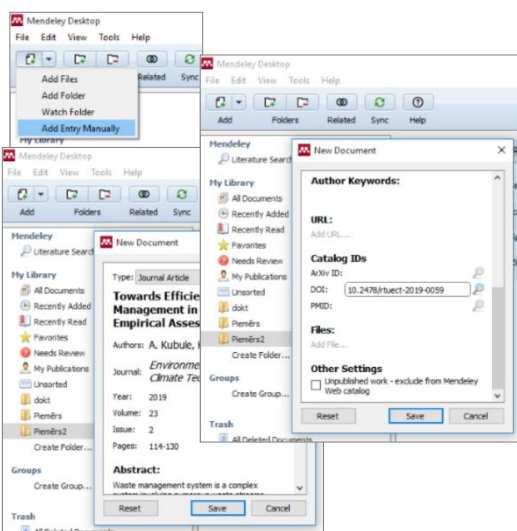 Mendeley Desktop
File Edit View Tools Help
Related Sync
Add Files
Add Folder
Watch Folder
Add Entry Manually
My Library
Mendeley Desktop
File Edit View Tools Help
Add Folders Related Sync Help
Mendeley
Literature Search
My Library
All Documents
Recently Added
Recently Read
Favorites
Needs Review
My Publications
Unsorted
dokt
Piemērs
Piemērs2
Create Folder...
Groups
Create Group...
Trash
All Deleted Documents
New Document
Author Keywords:
URL:
Add URL...
Catalog IDs
ArXiv ID:
DOI: 10.2478/rtuect-2019-0059
PMID:
Files:
Add File...
Other Settings
Unpublished work - exclude from Mendeley
Web catalog
Reset Save Cancel
Mendeley Desktop
File Edit View Tools Help
Add Folders Related Sync
Mendeley
Literature Search
My Library
All Documents
Recently Added
Recently Read
Favorites
Needs Review
My Publications
Unsorted
dokt
Piemērs
Piemērs2
Create Folder...
Groups
Create Group...
Trash
New Document
Type: Journal Article
Towards Efficie
Management in
Empirical Asses
Authors: A. Kubule,
Journal: Environme
Climate Tec
Year: 2019
Volume: 23
Issue: 2
Pages: 114-130
Abstract:
Waste management system is a complex
Reset Save Cancel